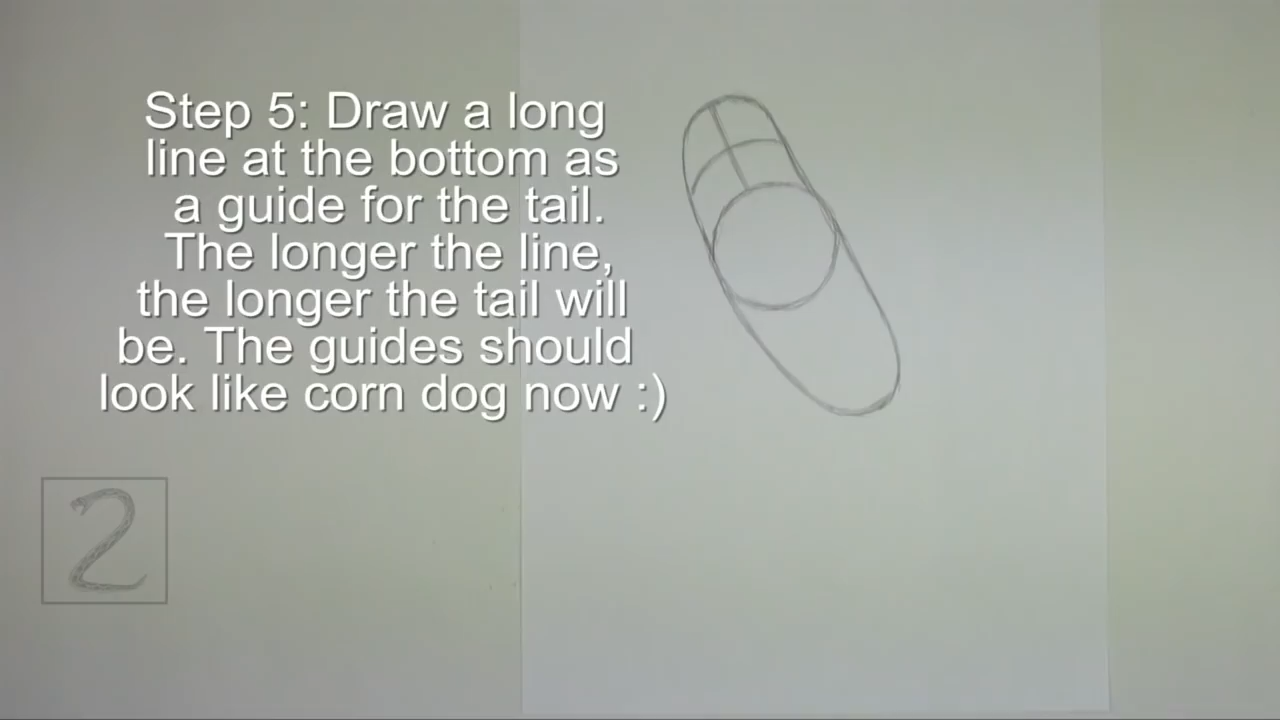 Step 5: Draw a long
line at the bottom as
a guide for the tail.
The longer the line,
the longer the tail will
be. The guides should
look like corn dog now :)
2